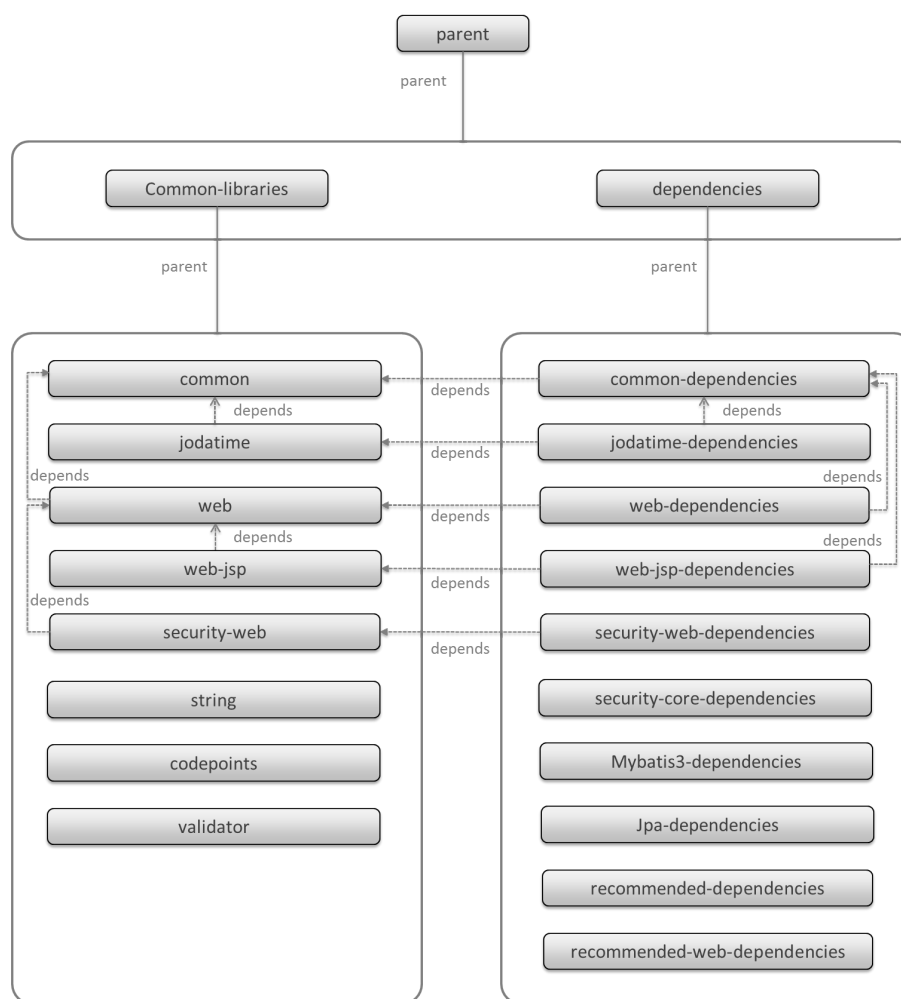 parent
parent
Common-libraries
dependencies
parent
parent
common
common-dependencies
depends
depends
depends
jodatime
jodatime-dependencies
depends
depends
depends
web
web-dependencies
depends
depends
depends
web-jsp
web-jsp-dependencies
depends
depends
security-web
security-web-dependencies
depends
string
security-core-dependencies
codepoints
Mybatis3-dependencies
validator
Jpa-dependencies
recommended-dependencies
recommended-web-dependencies